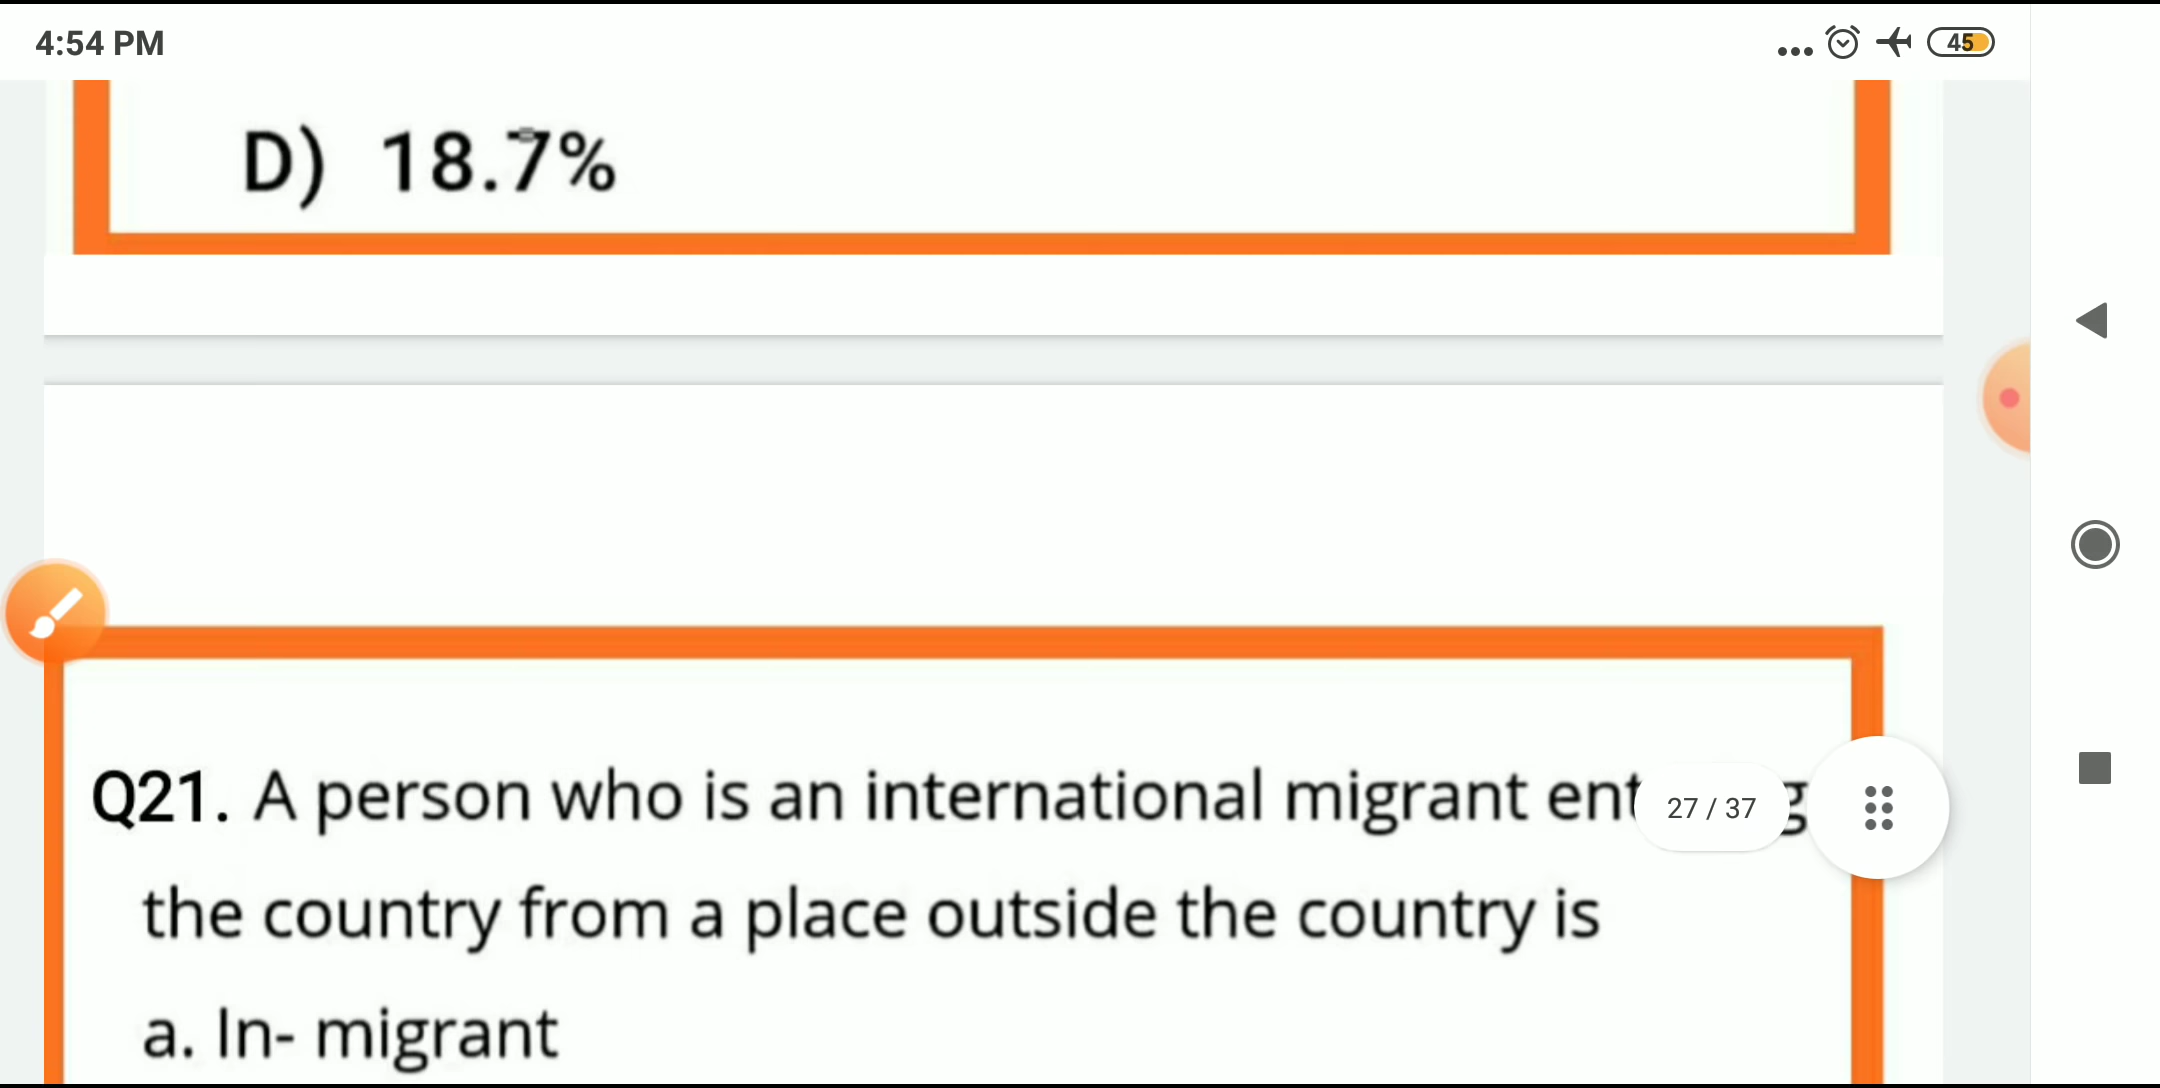 4:54 PM
45
D) 18.7%
Q21. A person who is an international migrant
27 / 37
the country from a place outside the country is
a. In- migrant